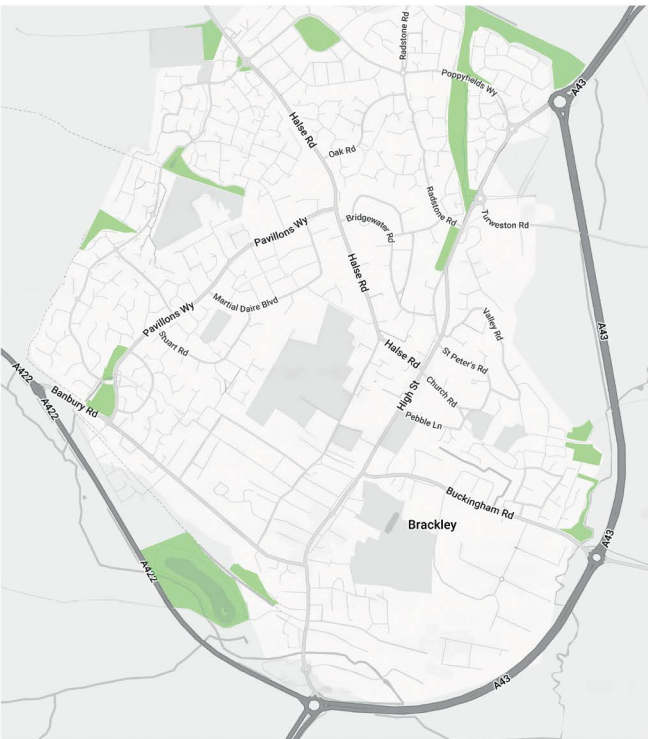 Radstone Rd
Poppyfields Wy
A43
Halse Rd
Oak Rd
Radstone Rd
Bridgewater Rd
Turweston Rd
Pavillons Wy
Halse Rd
Martial Daire Blvd
Pavillons Wy
Valley Rd
A43
Stuart Rd
Halse Rd
St Peter's Rd
A422
Banbury Rd
A422
High St
Church Rd
Pebble Ln
Buckingham Rd
Brackley
A43
A422
A43